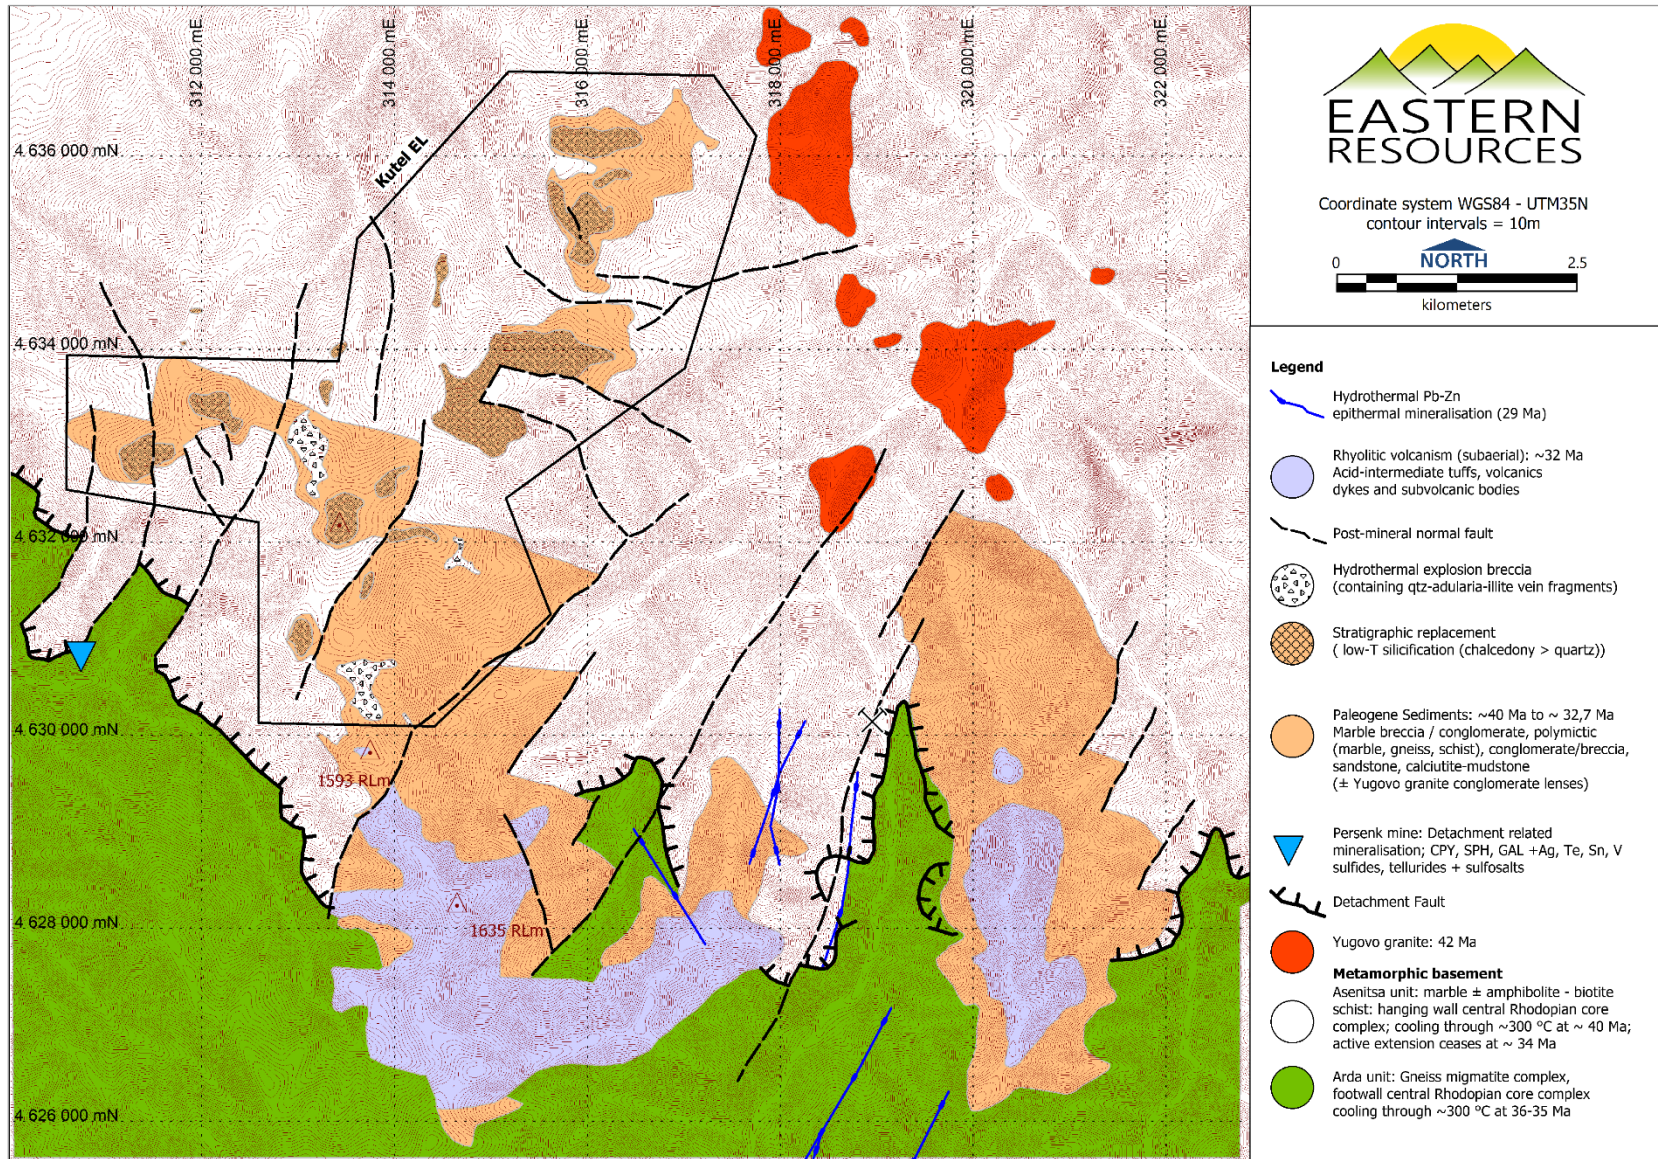 312 000 mE
314 000 mE
316 000 mE
318 000 mE
320 000 mE
322 000 mE
4 636 000 mN
4 634 000 mN
4 632 000 mN
4 630 000 mN
4 628 000 mN
4 626 000 mN
Kutel EL
1593 RLm
1635 RLm
EASTERN
RESOURCES
Coordinate system WGS84 - UTM35N
contour intervals = 10m
NORTH
0 2.5
kilometers
Legend
Hydrothermal Pb-Zn
epithermal mineralisation (29 Ma)
Rhyolitic volcanism (subaerial): ~32 Ma
Acid-intermediate tuffs, volcanics
dykes and subvolcanic bodies
Post-mineral normal fault
Hydrothermal explosion breccia
(containing qtz-adularia-illite vein fragments)
Stratigraphic replacement
( low-T silicification (chalcedony > quartz))
Paleogene Sediments: ~40 Ma to ~ 32,7 Ma
Marble breccia / conglomerate, polymictic
(marble, gneiss, schist), conglomerate/breccia,
sandstone, calciutite-mudstone
(± Yugovo granite conglomerate lenses)
Persenk mine: Detachment related
mineralisation; CPY, SPH, GAL +Ag, Te, Sn, V
sulfides, tellurides + sulfosalts
Detachment Fault
Yugovo granite: 42 Ma
Metamorphic basement
Asenitsa unit: marble ± amphibolite - biotite
schist: hanging wall central Rhodopian core
complex; cooling through ~300 °C at ~ 40 Ma;
active extension ceases at ~ 34 Ma
Arda unit: Gneiss migmatite complex,
footwall central Rhodopian core complex
cooling through ~300 °C at 36-35 Ma